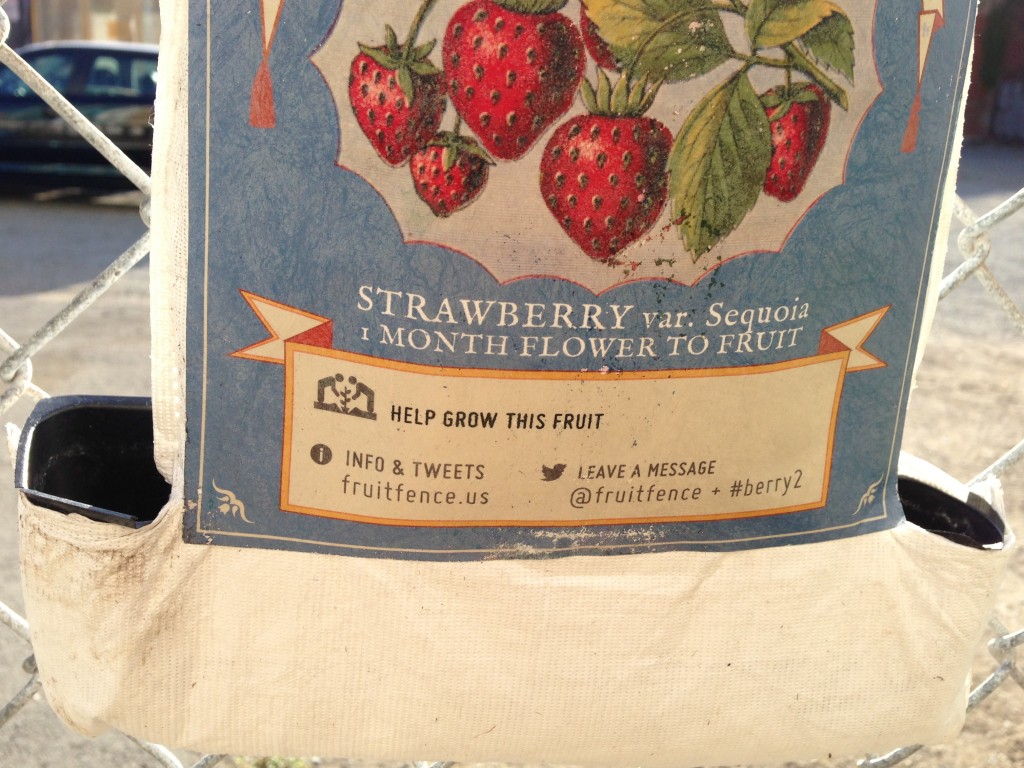 STRAWBERRY var. Sequoia
1 MONTH FLOWER TO FRUIT
HELP GROW THIS FRUIT
i INFO & TWEETS
fruitfence.us
LEAVE A MESSAGE
@fruitfence + #berry2